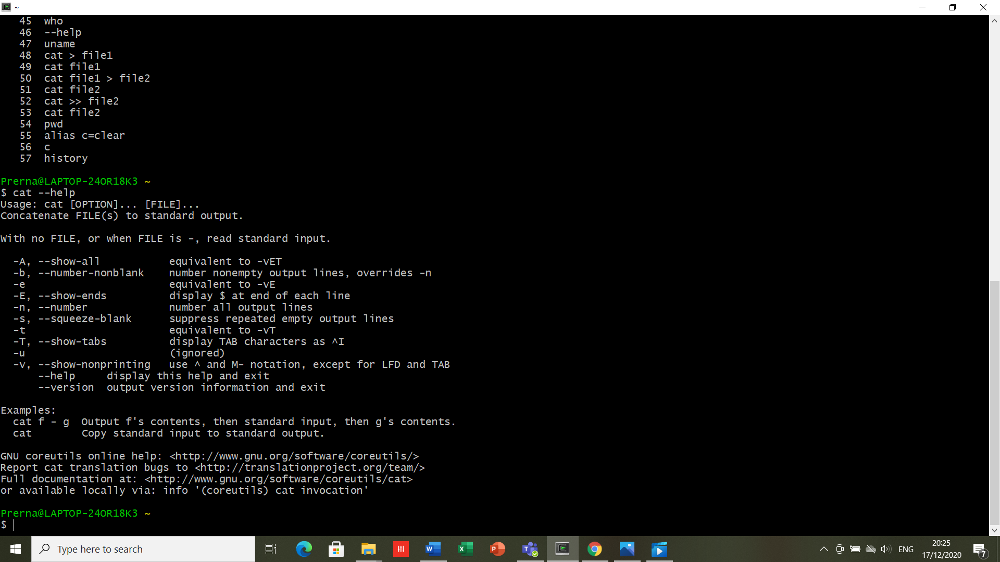 ~
45 who
46 --help
47 uname
48 cat > file1
49 cat file1
50 cat file1 > file2
51 cat file2
52 cat >> file2
53 cat file2
54 pwd
55 alias c=clear
56 c
57 history
Prerna@LAPTOP-24OR18K3 ~
$ cat --help
Usage: cat [OPTION]... [FILE]...
Concatenate FILE(s) to standard output.
With no FILE, or when FILE is -, read standard input.
-A, --show-all equivalent to -vET
-b, --number-nonblank number nonempty output lines, overrides -n
-e equivalent to -vE
-E, --show-ends display $ at end of each line
-n, --number number all output lines
-s, --squeeze-blank suppress repeated empty output lines
-t equivalent to -vT
-T, --show-tabs display TAB characters as ^I
-u (ignored)
-v, --show-nonprinting use ^ and M- notation, except for LFD and TAB
--help display this help and exit
--version output version information and exit
Examples:
cat f - g Output f's contents, then standard input, then g's contents.
cat Copy standard input to standard output.
GNU coreutils online help: <http://www.gnu.org/software/coreutils/>
Report cat translation bugs to <http://translationproject.org/team/>
Full documentation at: <http://www.gnu.org/software/coreutils/cat>
or available locally via: info '(coreutils) cat invocation'
Prerna@LAPTOP-24OR18K3 ~
$
Type here to search
ENG
20:25
17/12/2020
7